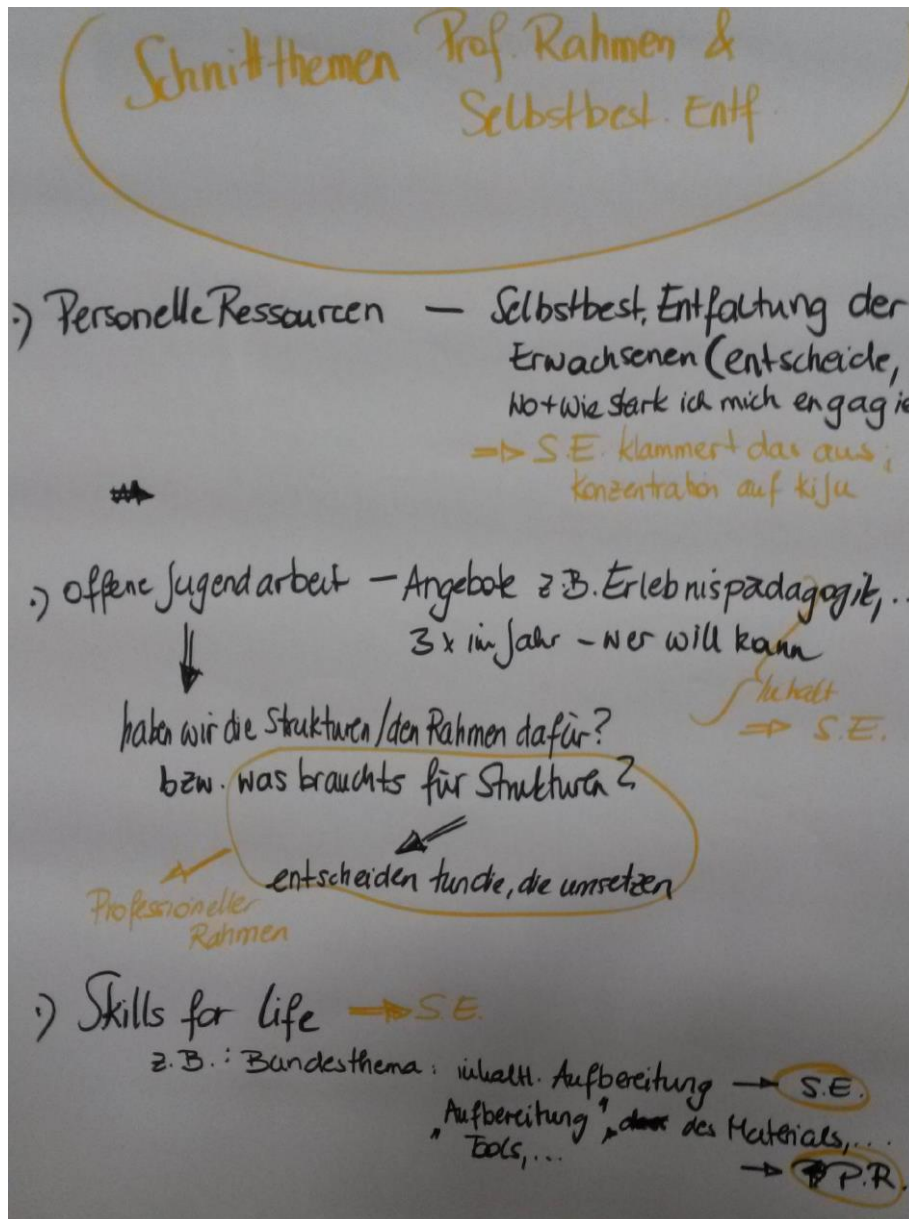 Schnittthemen Prof. Rahmen &
Selbstbest. Entf
.) Personelle Ressourcen — Selbstbest. Entfaltung der
Erwachsenen (entscheide,
wo + wie stark ich mich engagie
⇒ S.E. klammert das aus;
Konzentration auf KiJu
.) Offene Jugendarbeit — Angebote z.B. Erlebnispädagogik, ..
3 x im Jahr – wer will kann
Inhalt
⇒ S.E.
haben wir die Strukturen/den Rahmen dafür?
bzw. was brauchts für Strukturen?
entscheiden tun die, die umsetzen
Professioneller
Rahmen
.) Skills for life ⇒ S.E.
z.B.: Bundesthema: inhaltl. Aufbereitung → S.E.
"Aufbereitung", des Materials,...
Tools,...
→ P.R.